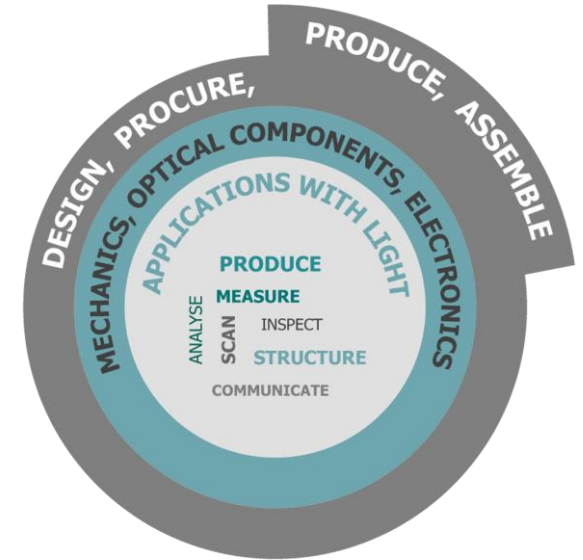 DESIGN, PROCURE,
PRODUCE, ASSEMBLE
MECHANICS, OPTICAL COMPONENTS, ELECTRONICS
APPLICATIONS WITH LIGHT
PRODUCE
MEASURE
ANALYSE
SCAN
INSPECT
STRUCTURE
COMMUNICATE